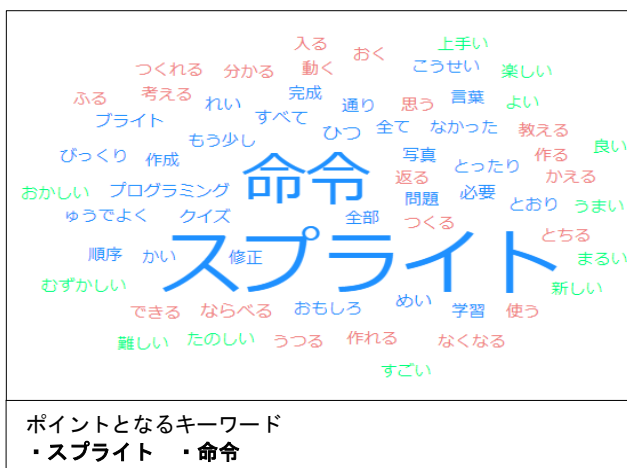 入る おく 上手い
つくれる 分かる 動く こうせい 楽しい
ふる 考える れい 完成 通り 思う 言葉 よい
ブライト すべて ひつ 全て なかった 教える
もう少し 良い
びっくり 作成 命令 写真 とったり 作る
おかしい プログラミング 返る 問題 必要 かえる
ゅうでよく クイズ 全部 つくる とおり うまい
スプライト とちる
順序 かい 修正 まるい
むずかしい めい 新しい
できる ならべる おもしろ 学習 使う
難しい たのしい うつる 作れる なくなる
すごい
ポイントとなるキーワード
・スプライト ・命令